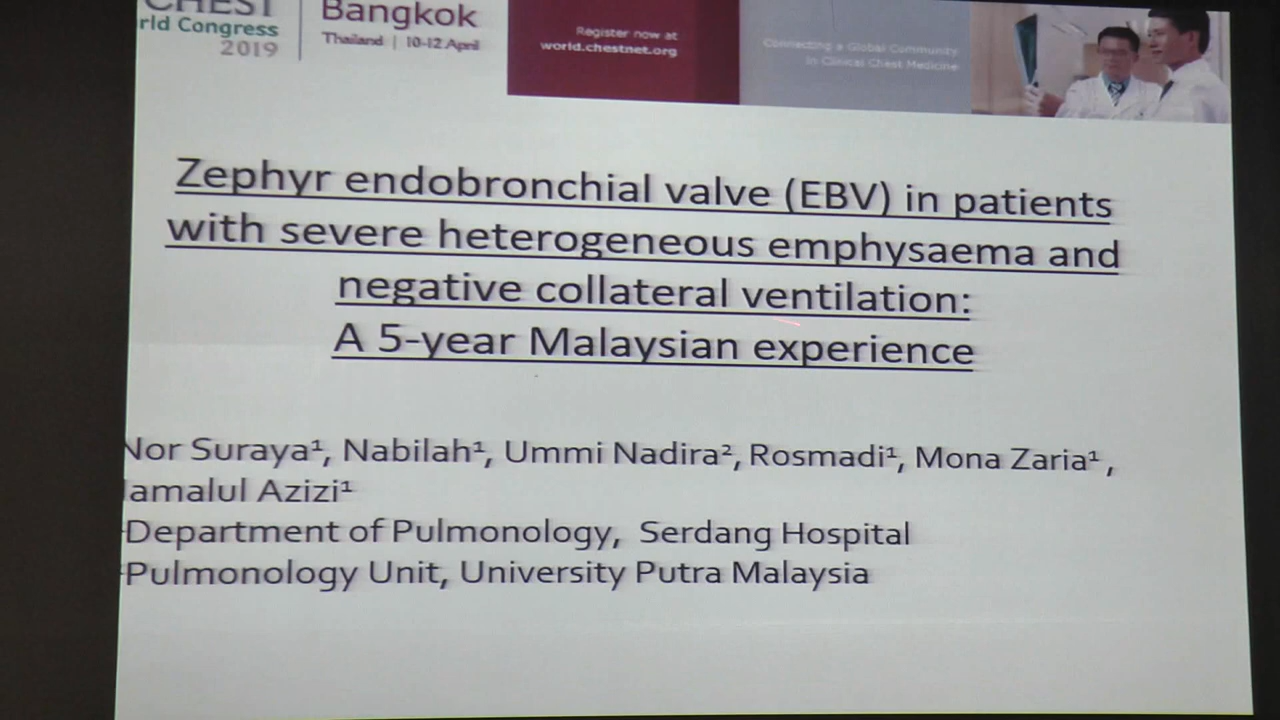 CHEST
rld Congress
2019
Bangkok
Thailand | 10-12 April
Register now at
world.chestnet.org
Connecting a Global Community
in Clinical Chest Medicine
Zephyr endobronchial valve (EBV) in patients
with severe heterogeneous emphysaema and
negative collateral ventilation:
A 5-year Malaysian experience
Nor Suraya¹, Nabilah¹, Ummi Nadira², Rosmadi¹, Mona Zaria¹ ,
amalul Azizi¹
Department of Pulmonology, Serdang Hospital
Pulmonology Unit, University Putra Malaysia